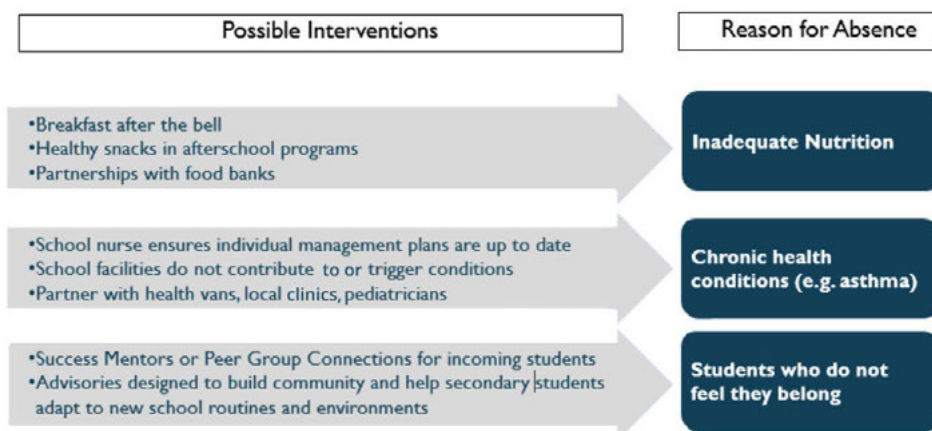 Possible Interventions
Reason for Absence
•Breakfast after the bell
•Healthy snacks in afterschool programs
•Partnerships with food banks
Inadequate Nutrition
•School nurse ensures individual management plans are up to date
•School facilities do not contribute to or trigger conditions
•Partner with health vans, local clinics, pediatricians
Chronic health
conditions (e.g. asthma)
•Success Mentors or Peer Group Connections for incoming students
•Advisories designed to build community and help secondary students
adapt to new school routines and environments
Students who do not
feel they belong